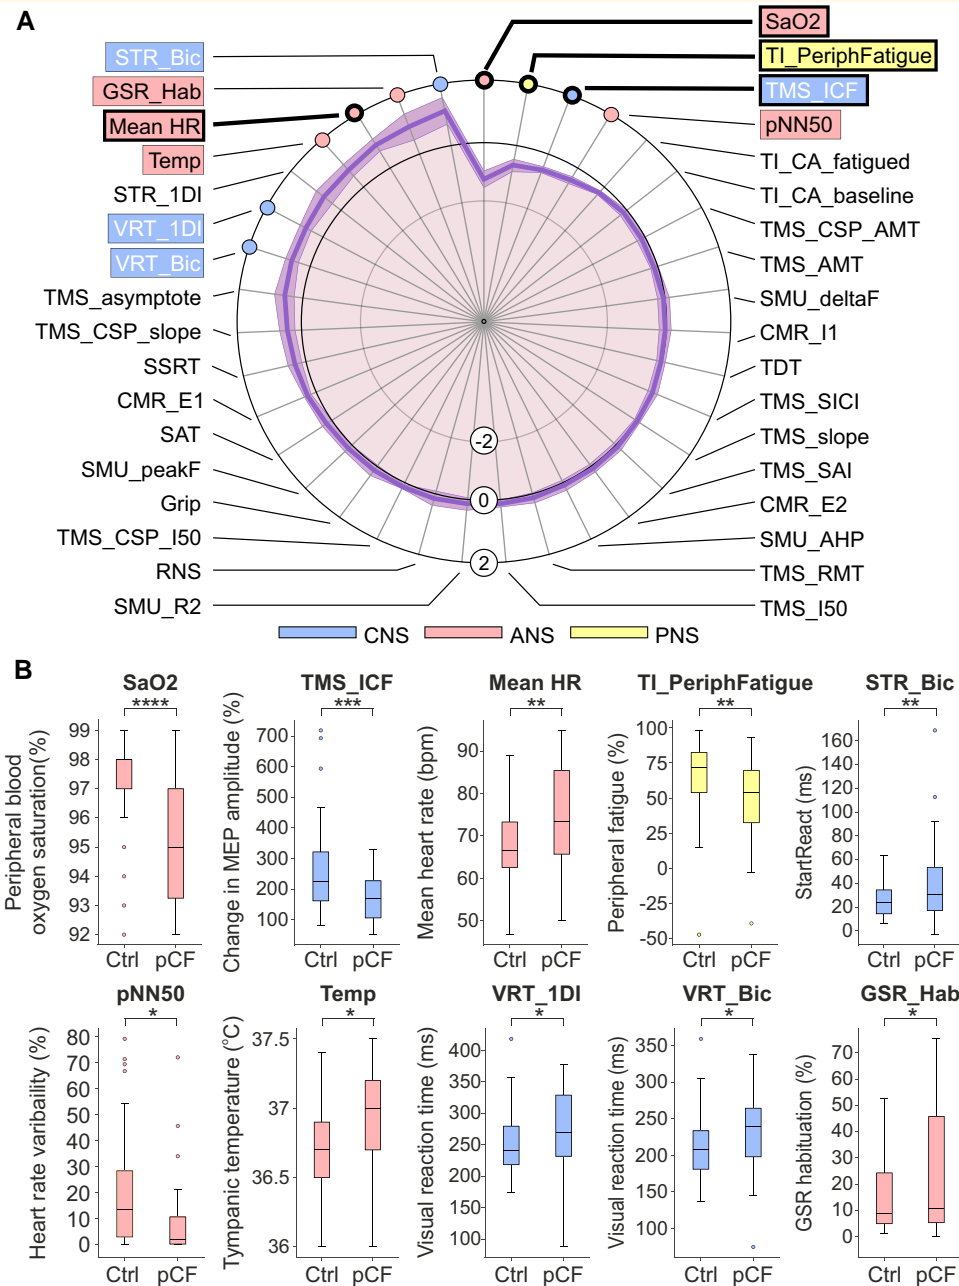 A
SaO2
TI_PeriphFatigue
TMS_ICF
pNN50
TI_CA_fatigued
TI_CA_baseline
TMS_CSP_AMT
TMS_AMT
SMU_deltaF
CMR_I1
TDT
TMS_SICI
TMS_slope
TMS_SAI
CMR_E2
SMU_AHP
TMS_RMT
TMS_I50
STR_Bic
GSR_Hab
Mean HR
Temp
STR_1DI
VRT_1DI
VRT_Bic
TMS_asymptote
TMS_CSP_slope
SSRT
CMR_E1
SAT
SMU_peakF
Grip
TMS_CSP_I50
RNS
SMU_R2
-2
0
2
CNS ANS PNS
B
SaO2
****
Peripheral blood
oxygen saturation(%)
99
98
97
96
95
94
93
92
Ctrl pCF
TMS_ICF
***
Change in MEP amplitude (%)
700
600
500
400
300
200
100
Ctrl pCF
Mean HR
**
Mean heart rate (bpm)
90
80
70
60
50
Ctrl pCF
TI_PeriphFatigue
**
Peripheral fatigue (%)
100
75
50
25
0
-25
-50
Ctrl pCF
STR_Bic
**
StartReact (ms)
160
140
120
100
80
60
40
20
0
Ctrl pCF
pNN50
*
Heart rate varibaility (%)
80
70
60
50
40
30
20
10
0
Ctrl pCF
Temp
*
Tympanic temperature (°C)
37.5
37
36.5
36
Ctrl pCF
VRT_1DI
*
Visual reaction time (ms)
400
350
300
250
200
150
100
Ctrl pCF
VRT_Bic
*
Visual reaction time (ms)
350
300
250
200
150
100
Ctrl pCF
GSR_Hab
*
GSR habituation (%)
70
60
50
40
30
20
10
0
Ctrl pCF